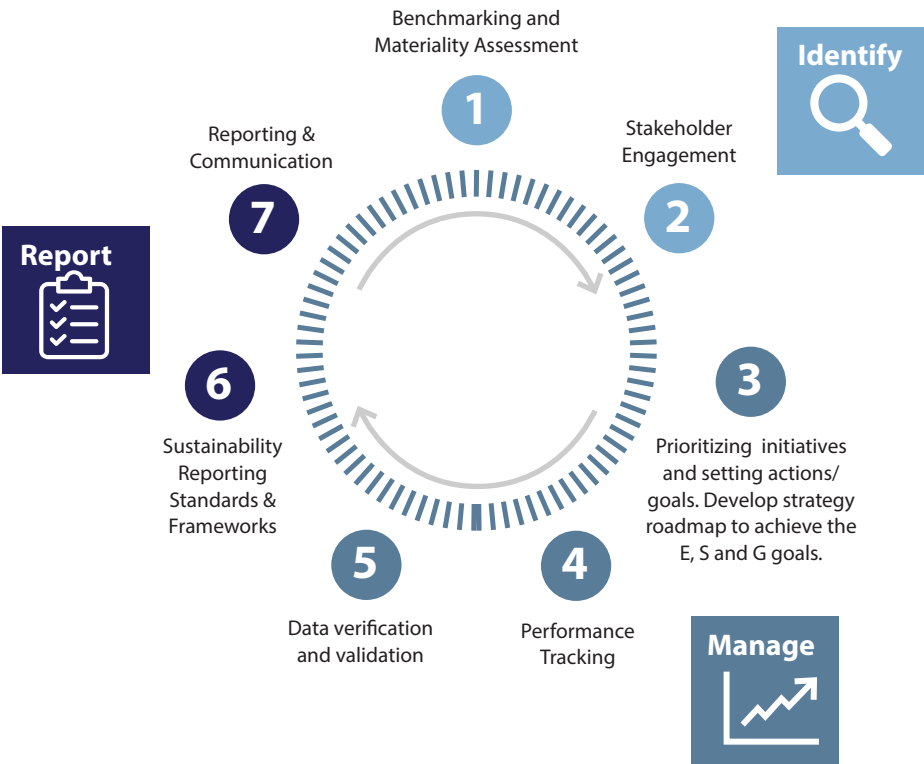 Benchmarking and
Materiality Assessment
1
Identify
Stakeholder
Engagement
2
3
Prioritizing initiatives
and setting actions/
goals. Develop strategy
roadmap to achieve the
E, S and G goals.
Manage
4
Performance
Tracking
5
Data verification
and validation
6
Sustainability
Reporting
Standards &
Frameworks
Report
Reporting &
Communication
7